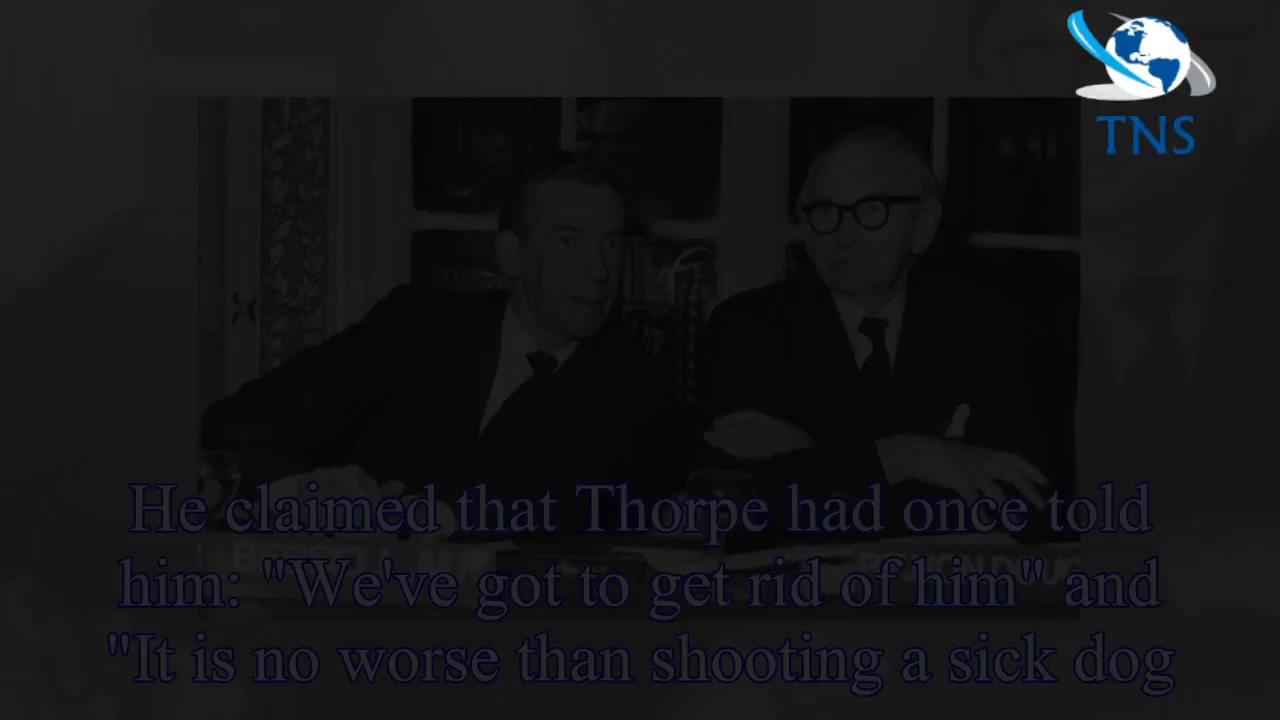 TNS
He claimed that Thorpe had once told
him: "We've got to get rid of him" and
"It is no worse than shooting a sick dog